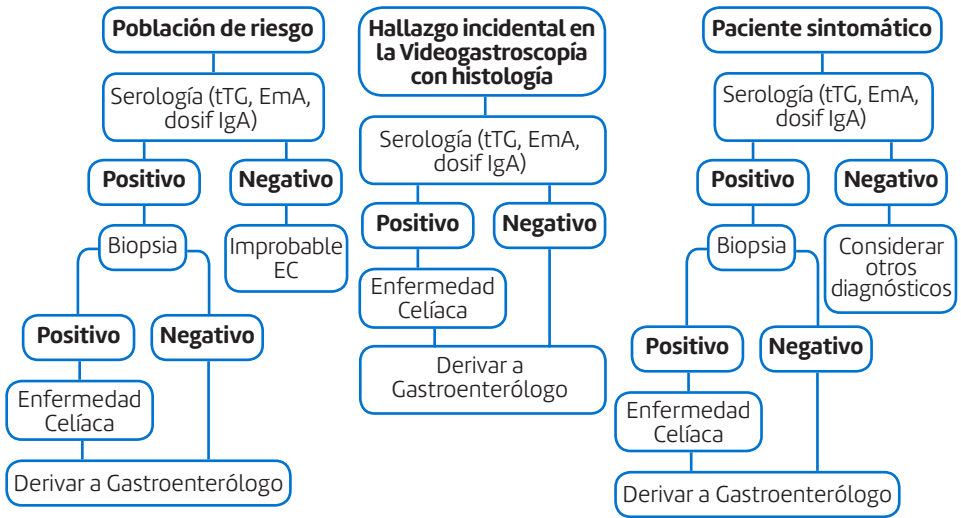 Población de riesgo
Serología (tTG, EmA,
dosif IgA)
Positivo
Negativo
Biopsia
Improbable
EC
Positivo
Negativo
Enfermedad
Celíaca
Derivar a Gastroenterólogo
Hallazgo incidental en
la Videogastroscopía
con histología
Serología (tTG, EmA,
dosif IgA)
Positivo
Negativo
Enfermedad
Celíaca
Derivar a
Gastroenterólogo
Paciente sintomático
Serología (tTG, EmA,
dosif IgA)
Positivo
Negativo
Biopsia
Considerar
otros
diagnósticos
Positivo
Negativo
Enfermedad
Celíaca
Derivar a Gastroenterólogo